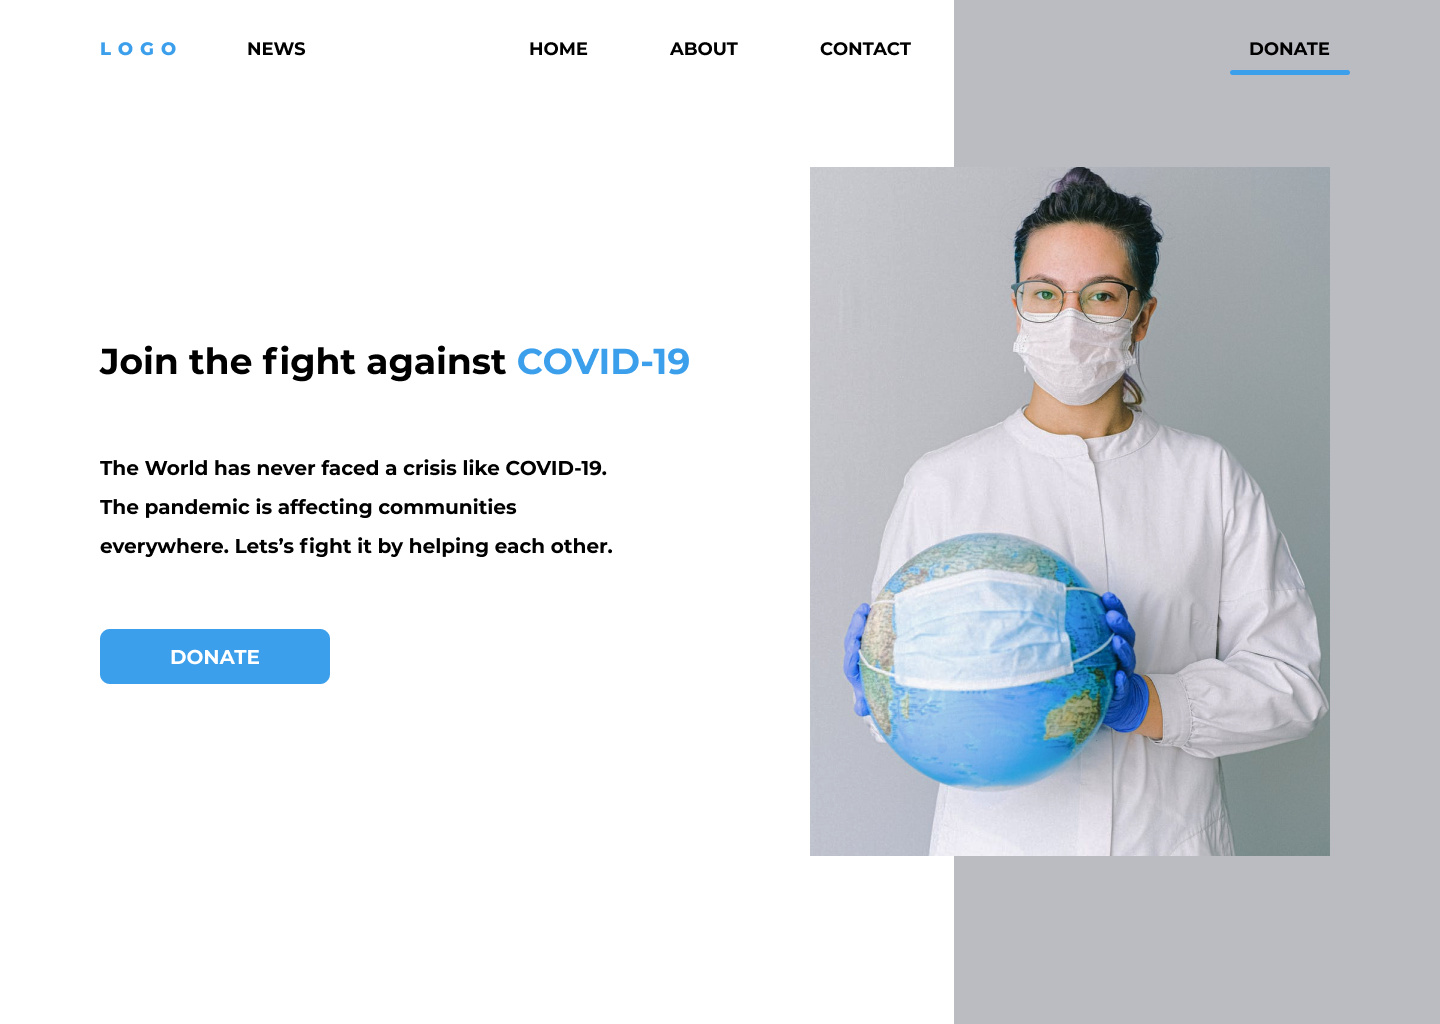 LOGO NEWS HOME ABOUT CONTACT DONATE
Join the fight against COVID-19
The World has never faced a crisis like COVID-19.
The pandemic is affecting communities
everywhere. Lets’s fight it by helping each other.
DONATE